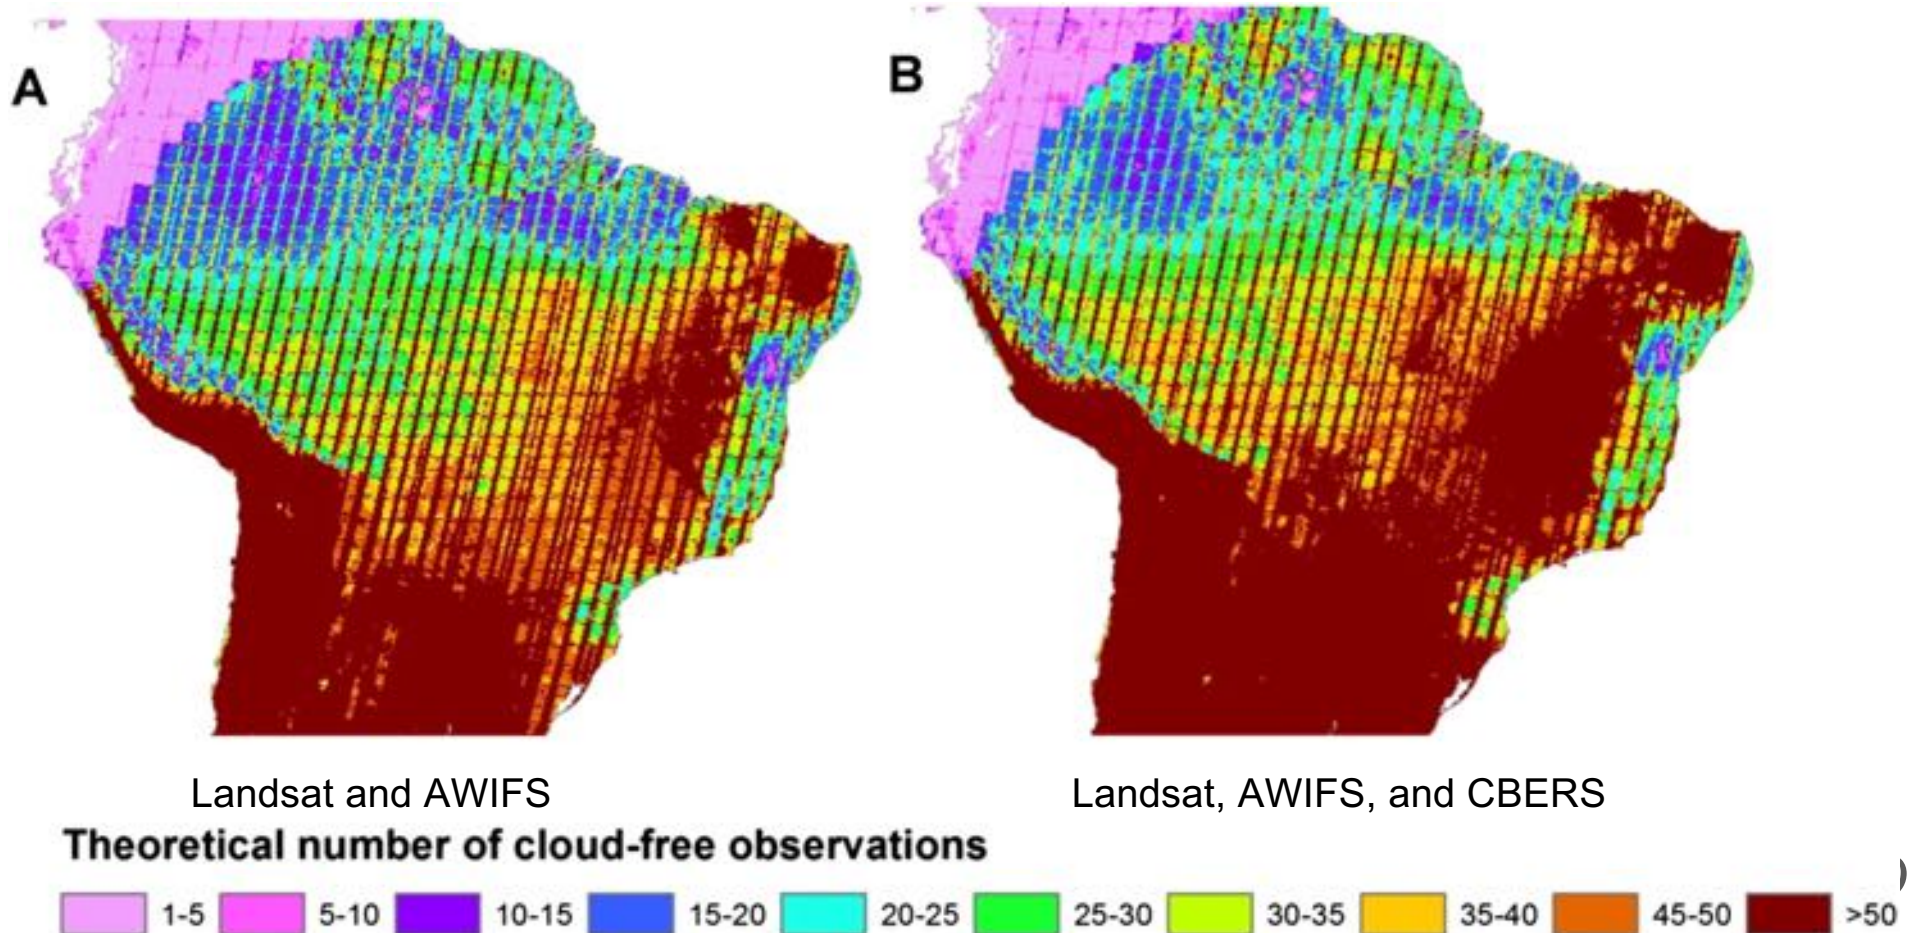 A
B
Landsat and AWIFS
Landsat, AWIFS, and CBERS
Theoretical number of cloud-free observations
)
1-5 5-10 10-15 15-20 20-25 25-30 30-35 35-40 45-50 >50